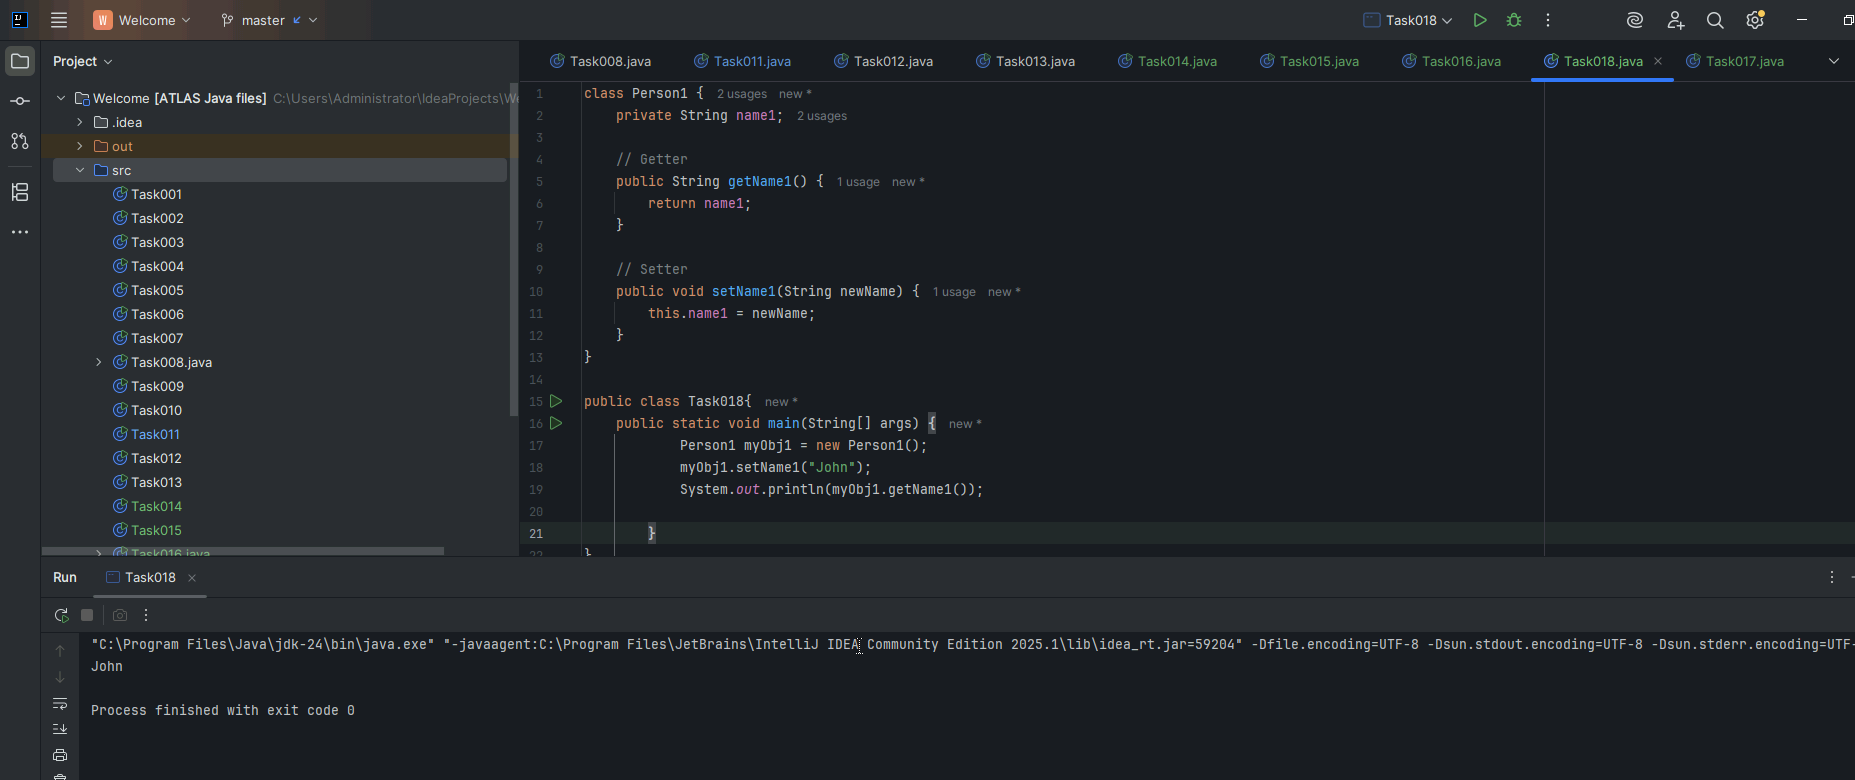 W Welcome master Task018
Project
Task008.java Task011.java Task012.java Task013.java Task014.java Task015.java Task016.java Task018.java Task017.java
Welcome [ATLAS Java files] C:\Users\Administrator\IdeaProjects\We
.idea
out
src
Task001
Task002
Task003
Task004
Task005
Task006
Task007
Task008.java
Task009
Task010
Task011
Task012
Task013
Task014
Task015
Task016.java
1 class Person1 { 2 usages new *
2 private String name1; 2 usages
3
4 // Getter
5 public String getName1() { 1 usage new *
6 return name1;
7 }
8
9 // Setter
10 public void setName1(String newName) { 1 usage new *
11 this.name1 = newName;
12 }
13 }
14
15 public class Task018{ new *
16 public static void main(String[] args) { new *
17 Person1 myObj1 = new Person1();
18 myObj1.setName1("John");
19 System.out.println(myObj1.getName1());
20
21 }
22 }
Run Task018
"C:\Program Files\Java\jdk-24\bin\java.exe" "-javaagent:C:\Program Files\JetBrains\IntelliJ IDEA Community Edition 2025.1\lib\idea_rt.jar=59204" -Dfile.encoding=UTF-8 -Dsun.stdout.encoding=UTF-8 -Dsun.stderr.encoding=UTF-
John
Process finished with exit code 0